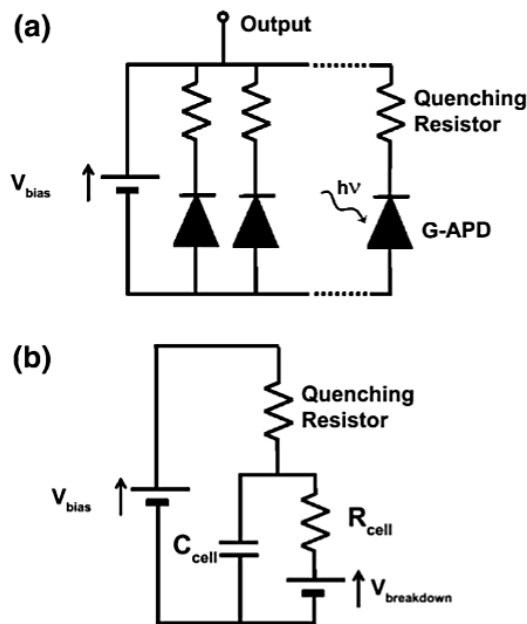 (a)
Output
Quenching
Resistor
V_bias
hν
G-APD
(b)
Quenching
Resistor
V_bias
C_cell
R_cell
V_breakdown